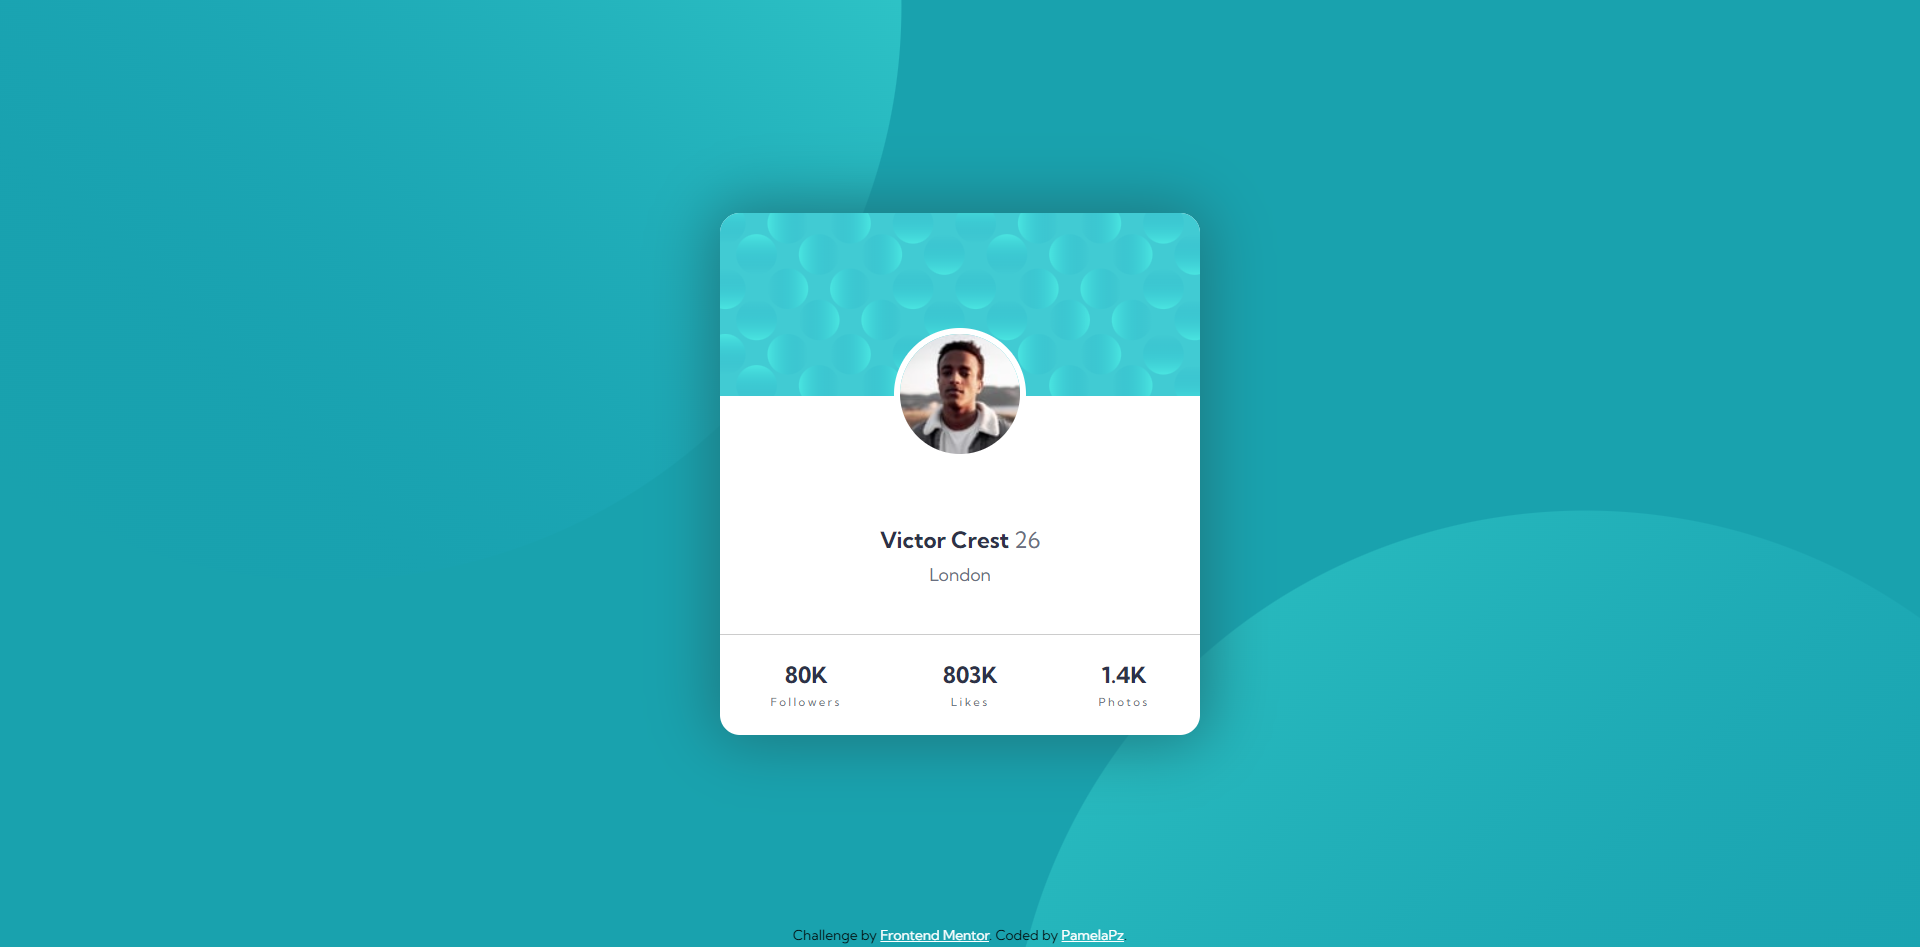 Victor Crest 26
London
80K 803K 1.4K
Followers Likes Photos
Challenge by Frontend Mentor. Coded by PamelaPz.